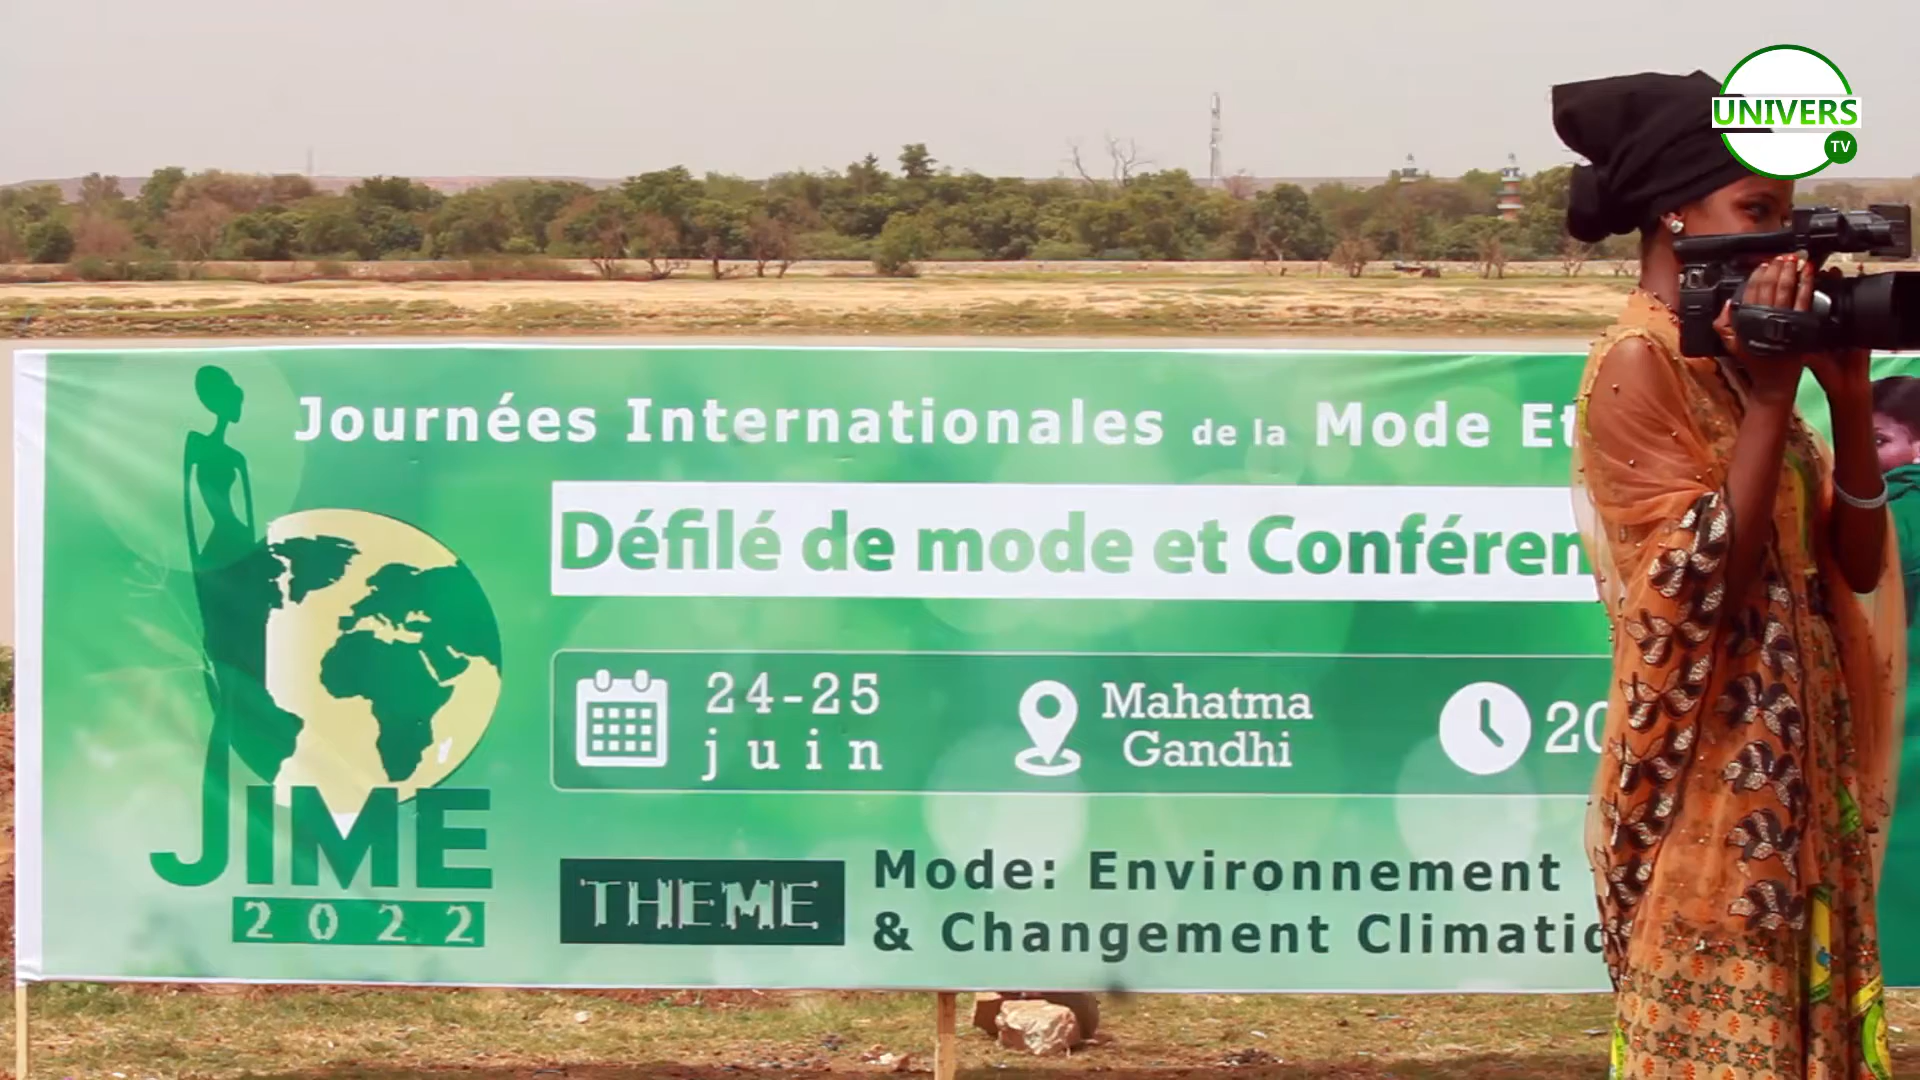 UNIVERS
TV
Journées Internationales de la Mode Et
Défilé de mode et Conféren
24-25
juin
Mahatma
Gandhi
20
JIME
2022
THEME
Mode: Environnement
& Changement Climatic